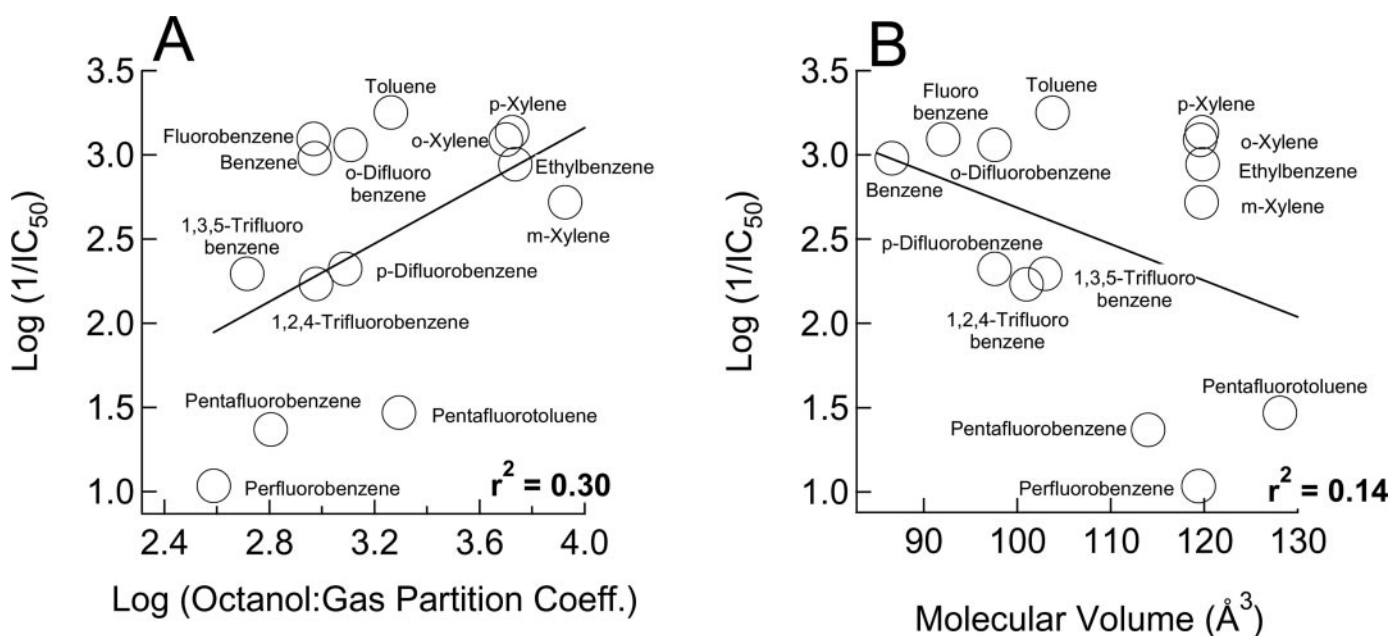 A
3.5
3.0
2.5
2.0
1.5
1.0
Log (1/IC50)
Toluene
p-Xylene
Fluorobenzene
o-Xylene
Benzene
Ethylbenzene
o-Difluoro
benzene
m-Xylene
1,3,5-Trifluoro
benzene
p-Difluorobenzene
1,2,4-Trifluorobenzene
Pentafluorobenzene
Pentafluorotoluene
Perfluorobenzene
r2 = 0.30
2.4 2.8 3.2 3.6 4.0
Log (Octanol:Gas Partition Coeff.)
B
3.5
3.0
2.5
2.0
1.5
1.0
Log (1/IC50)
Fluoro
benzene
Toluene
p-Xylene
o-Xylene
Benzene
o-Difluorobenzene
Ethylbenzene
m-Xylene
p-Difluorobenzene
1,3,5-Trifluoro
benzene
1,2,4-Trifluoro
benzene
Pentafluorotoluene
Pentafluorobenzene
Perfluorobenzene
r2 = 0.14
90 100 110 120 130
Molecular Volume (Å3)